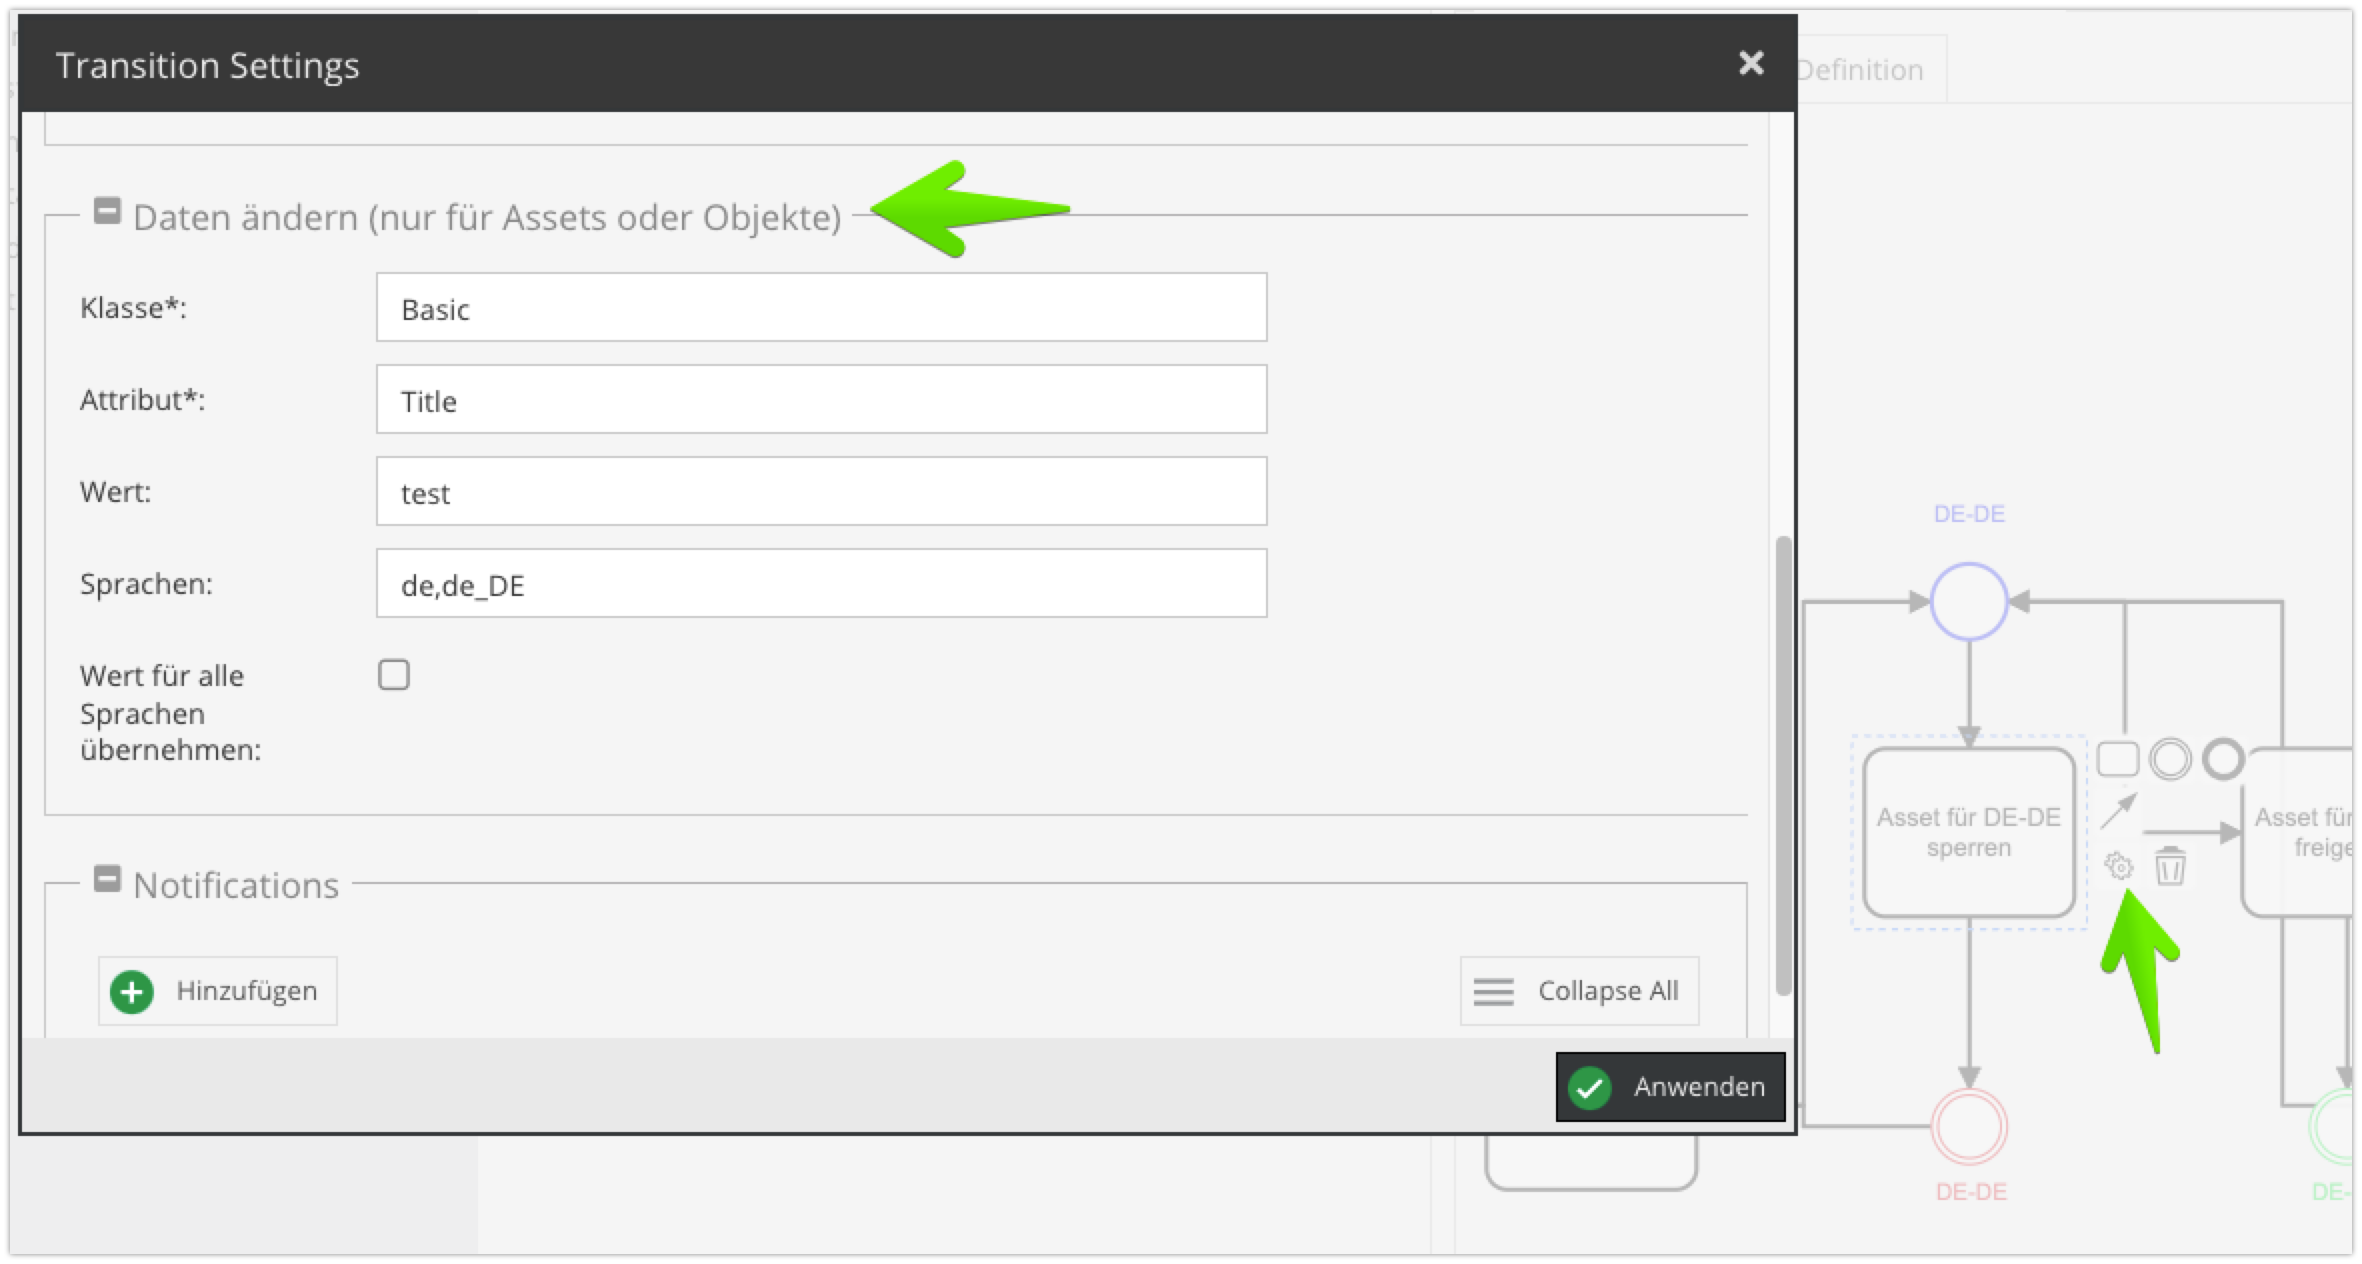 Transition Settings
Definition
Daten ändern (nur für Assets oder Objekte)
Klasse*:
Basic
Attribut*:
Title
Wert:
test
Sprachen:
de,de_DE
Wert für alle
Sprachen
übernehmen:
Notifications
Hinzufügen
Collapse All
Anwenden
DE-DE
Asset für DE-DE
sperren
Asset für
freige
DE-DE
DE-